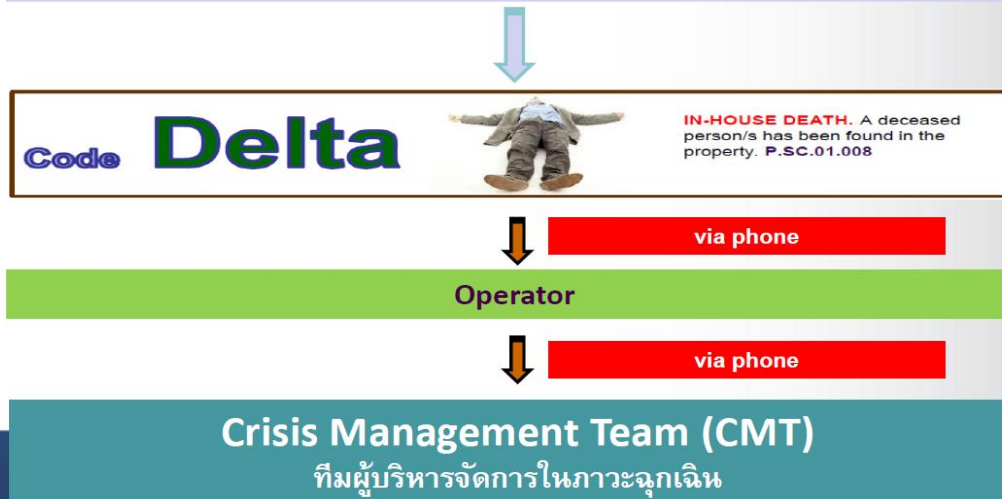 Code Delta
IN-HOUSE DEATH. A deceased
person/s has been found in the
property. P.SC.01.008
via phone
Operator
via phone
Crisis Management Team (CMT)
ทีมผู้บริหารจัดการในภาวะฉุกเฉิน